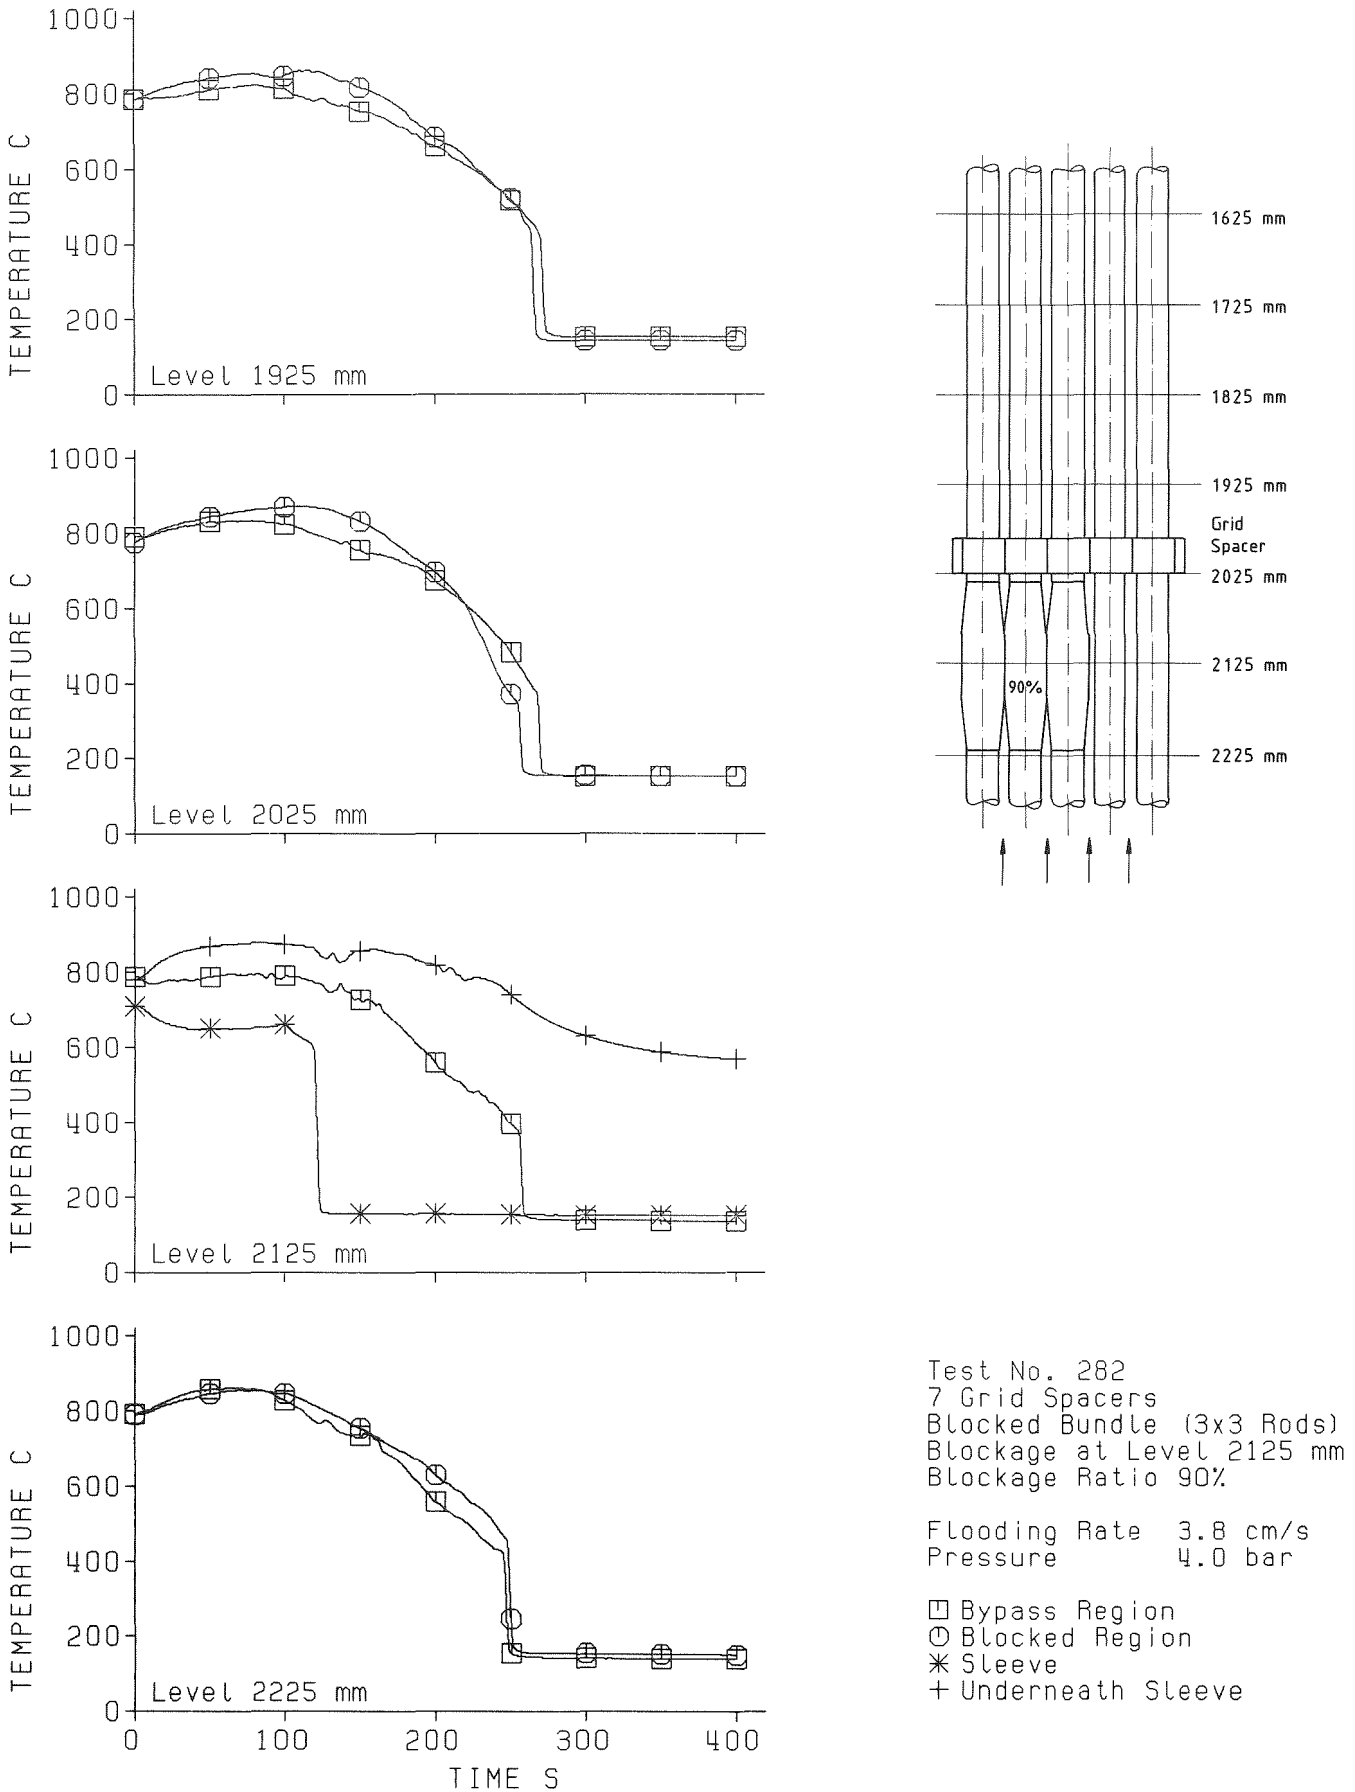 1000
800
600
400
200
0
TEMPERATURE C
Level 1925 mm
1000
800
600
400
200
0
TEMPERATURE C
Level 2025 mm
1000
800
600
400
200
0
TEMPERATURE C
Level 2125 mm
1000
800
600
400
200
0
TEMPERATURE C
Level 2225 mm
0 100 200 300 400
TIME S
1625 mm
1725 mm
1825 mm
1925 mm
Grid
Spacer
2025 mm
2125 mm
90%
2225 mm
Test No. 282
7 Grid Spacers
Blocked Bundle (3x3 Rods)
Blockage at Level 2125 mm
Blockage Ratio 90%
Flooding Rate 3.8 cm/s
Pressure 4.0 bar
Bypass Region
Blocked Region
Sleeve
Underneath Sleeve